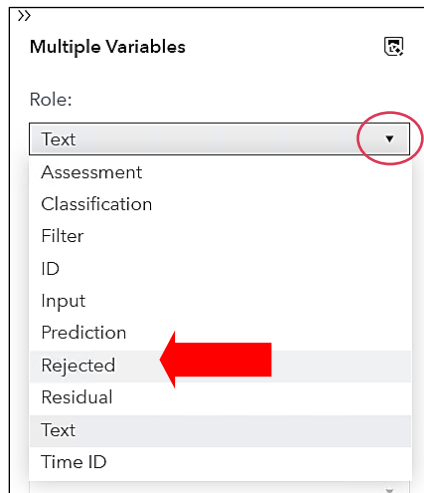 Multiple Variables
Role:
Text
Assessment
Classification
Filter
ID
Input
Prediction
Rejected
Residual
Text
Time ID